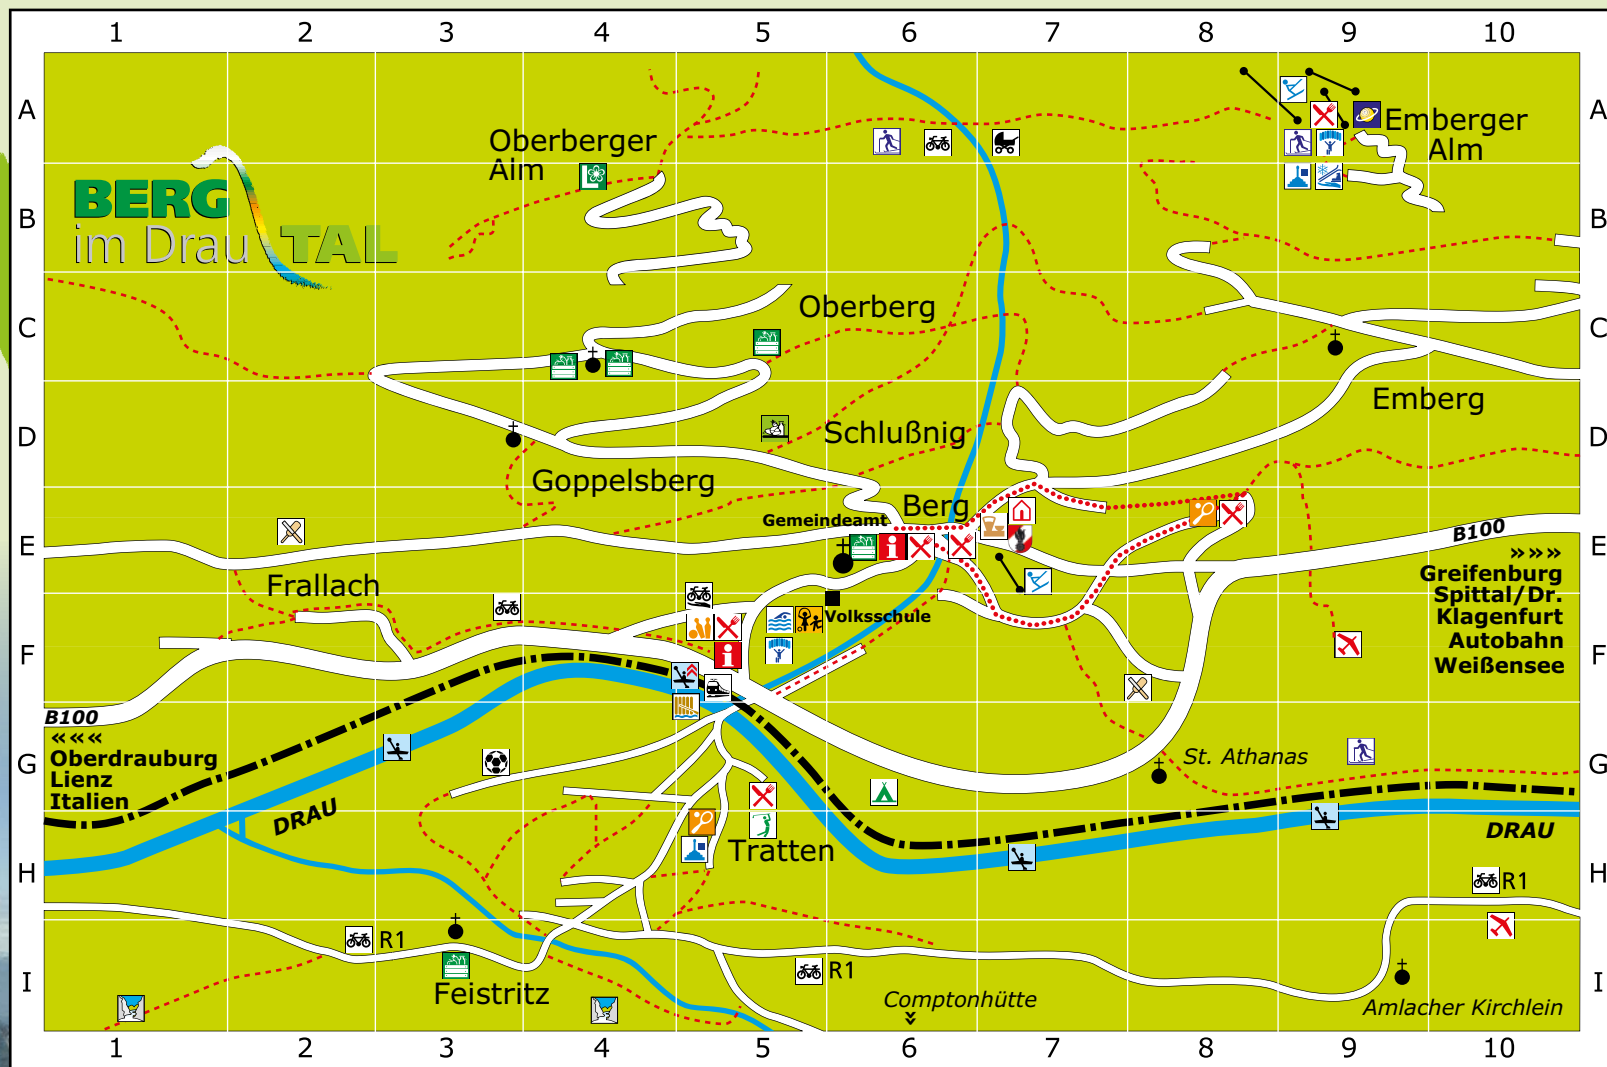 1 2 3 4 5 6 7 8 9 10
A A
Oberberger
Alm
Emberger
Alm
BERG
im Drau TAL
B B
Oberberg
C C
Emberg
D D
Schlußnig
Goppelsberg
Berg
Gemeindeamt
E E
B100
»»»
Greifenburg
Spittal/Dr.
Klagenfurt
Autobahn
Weißensee
Frallach
Volksschule
F F
B100
«««
Oberdrauburg
Lienz
Italien
G G
St. Athanas
DRAU
DRAU
Tratten
H H
R1
R1
R1
I I
Feistritz
Comptonhütte
Amlacher Kirchlein
1 2 3 4 5 6 7 8 9 10